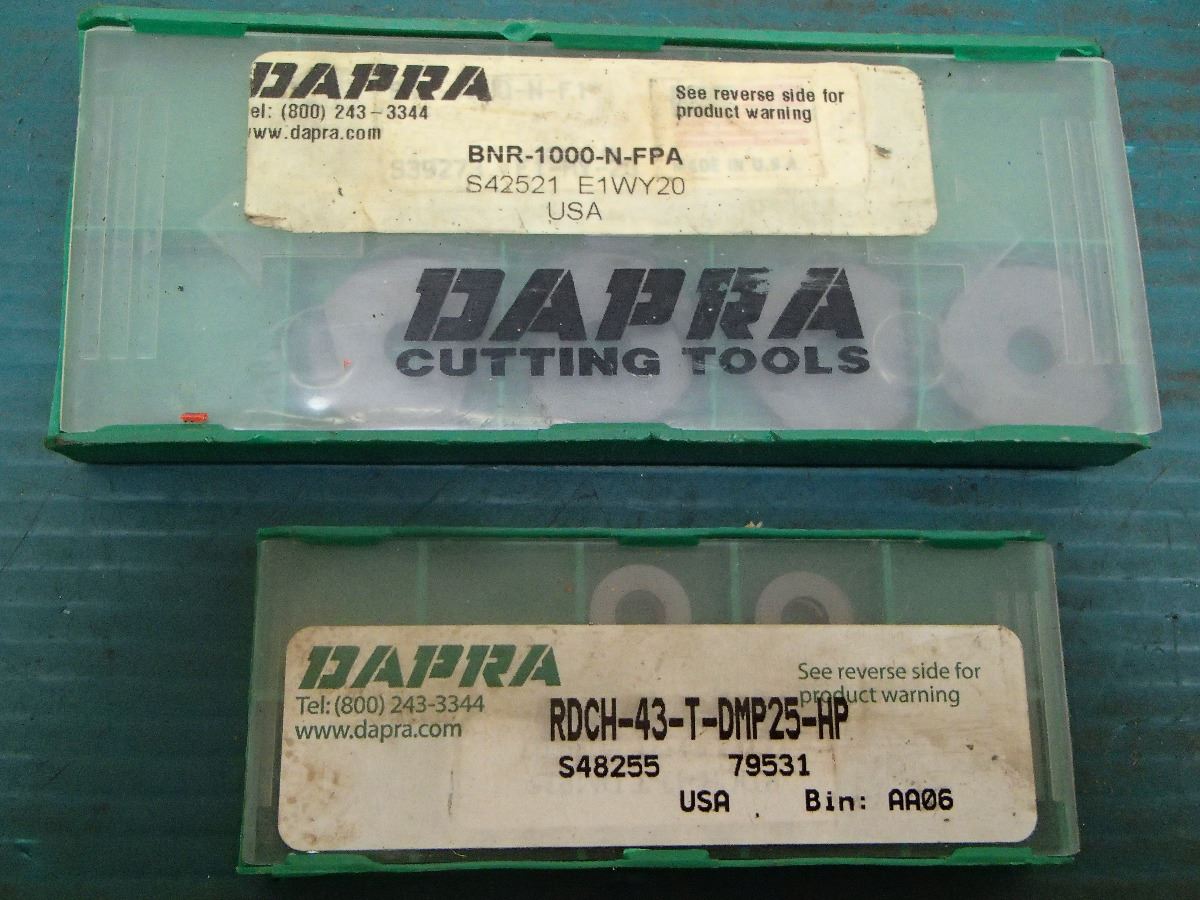 DAPRA
el: (800) 243-3344
ww.dapra.com
See reverse side for
product warning
BNR-1000-N-FPA
S42521 E1WY20
USA
DAPRA
CUTTING TOOLS
DAPRA
Tel: (800) 243-3344
www.dapra.com
See reverse side for
product warning
RDCH-43-T-DMP25-HP
S48255 79531
USA Bin: AA06